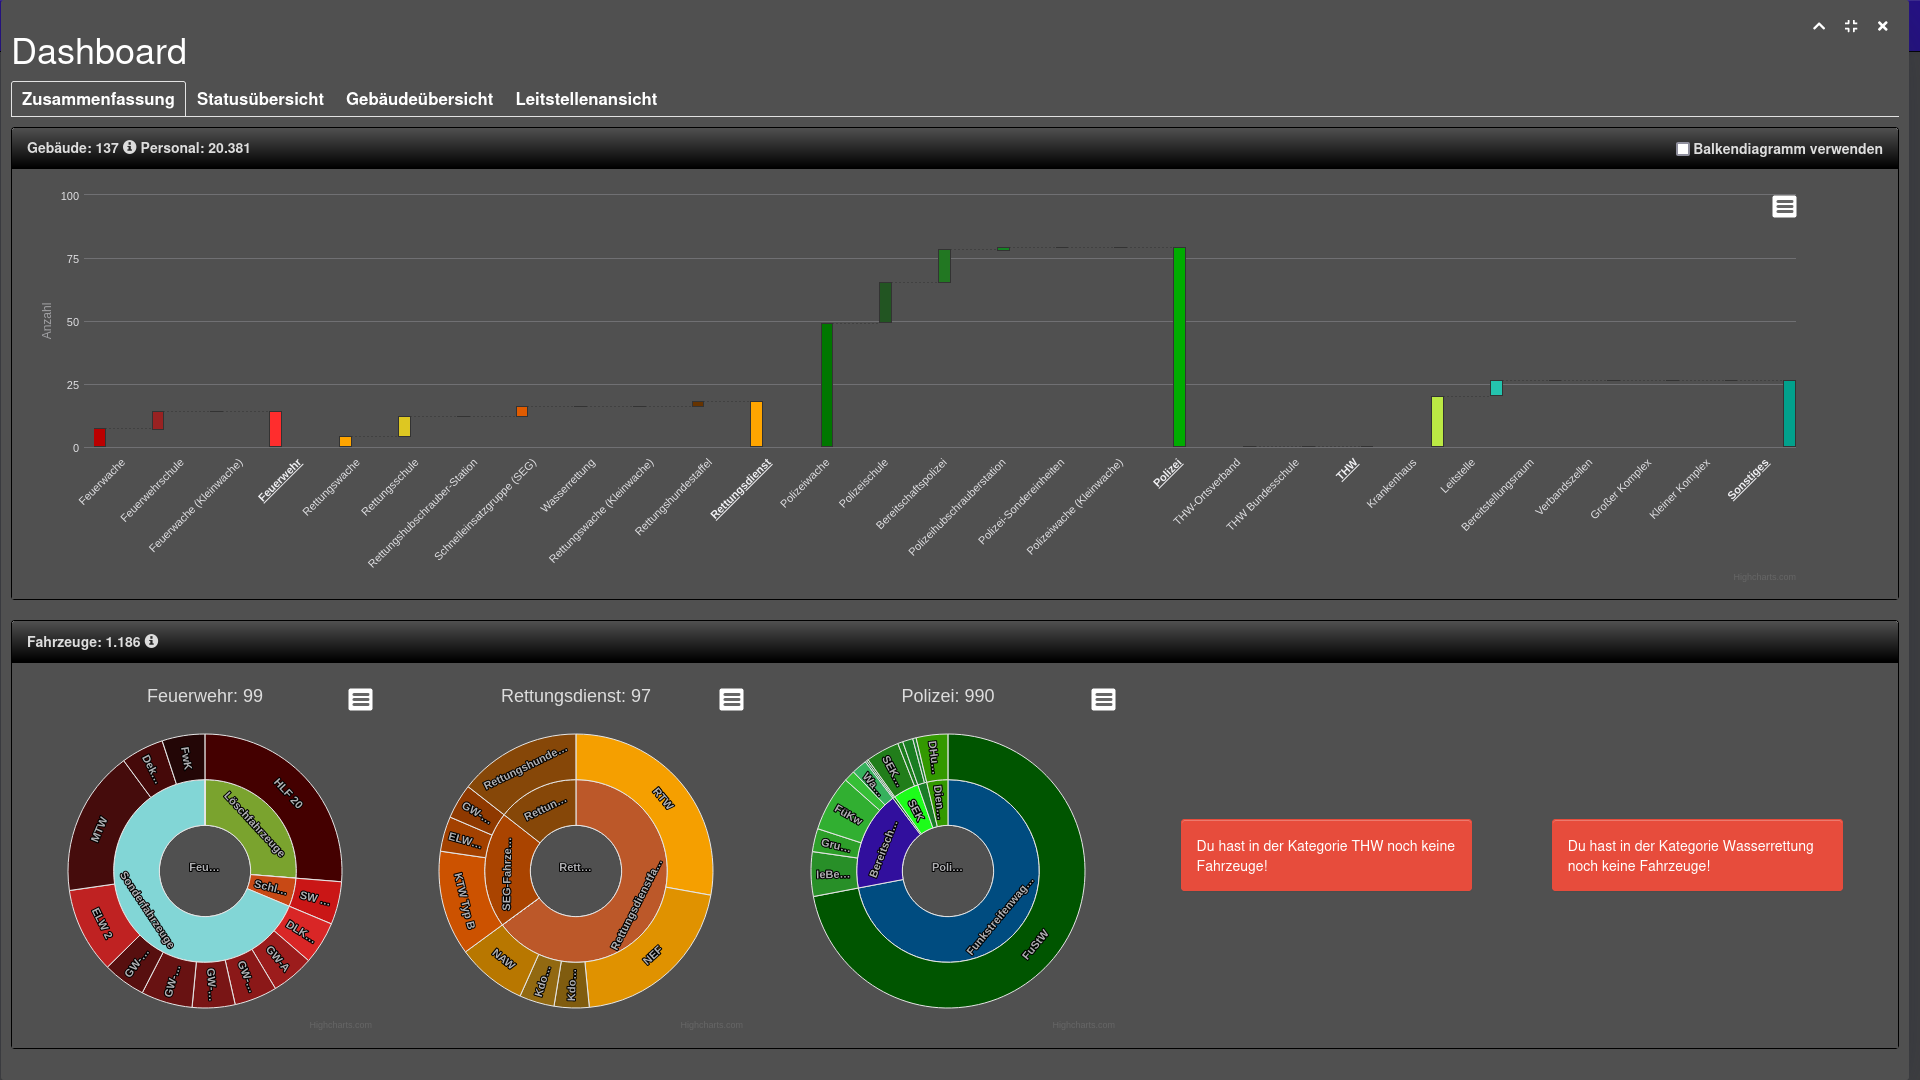 Dashboard
Zusammenfassung Statusübersicht Gebäudeübersicht Leitstellenansicht
Gebäude: 137 Personal: 20.381
Balkendiagramm verwenden
100
75
50
25
0
Anzahl
Feuerwache
Feuerwehrschule
Feuerwache (Kleinwache)
Feuerwehr
Rettungswache
Rettungsschule
Rettungshubschrauber-Station
Schnelleinsatzgruppe (SEG)
Wasserrettung
Rettungswache (Kleinwache)
Rettungshundestaffel
Rettungsdienst
Polizeiwache
Polizeischule
Bereitschaftspolizei
Polizeihubschrauberstation
Polizei-Sondereinheiten
Polizeiwache (Kleinwache)
Polizei
THW-Ortsverband
THW Bundesschule
THW
Krankenhaus
Leitstelle
Bereitstellungsraum
Verbandszellen
Großer Komplex
Kleiner Komplex
Sonstiges
Highcharts.com
Fahrzeuge: 1.186
Feuerwehr: 99
Feu...
Löschfahrzeuge
Schl...
Sonderfahrzeuge
HLF 20
SW ...
DLK...
GW-A
GW-...
GW-...
GW-...
GW-...
ELW 2
MTW
Dek...
FwK
Highcharts.com
Rettungsdienst: 97
Rett...
Rettungsdienstfa...
SEG-Fahrze...
Rettun...
RTW
NEF
Kdo...
Kdo...
NAW
KTW Typ B
ELW...
GW-...
Rettungshunde...
Highcharts.com
Polizei: 990
Poli...
Funkstreifenwag...
Bereitsch...
SEK
Dien...
FuStW
leBe...
Gru...
FüKw
Wa...
SEK...
DHu...
Highcharts.com
Du hast in der Kategorie THW noch keine
Fahrzeuge!
Du hast in der Kategorie Wasserrettung
noch keine Fahrzeuge!